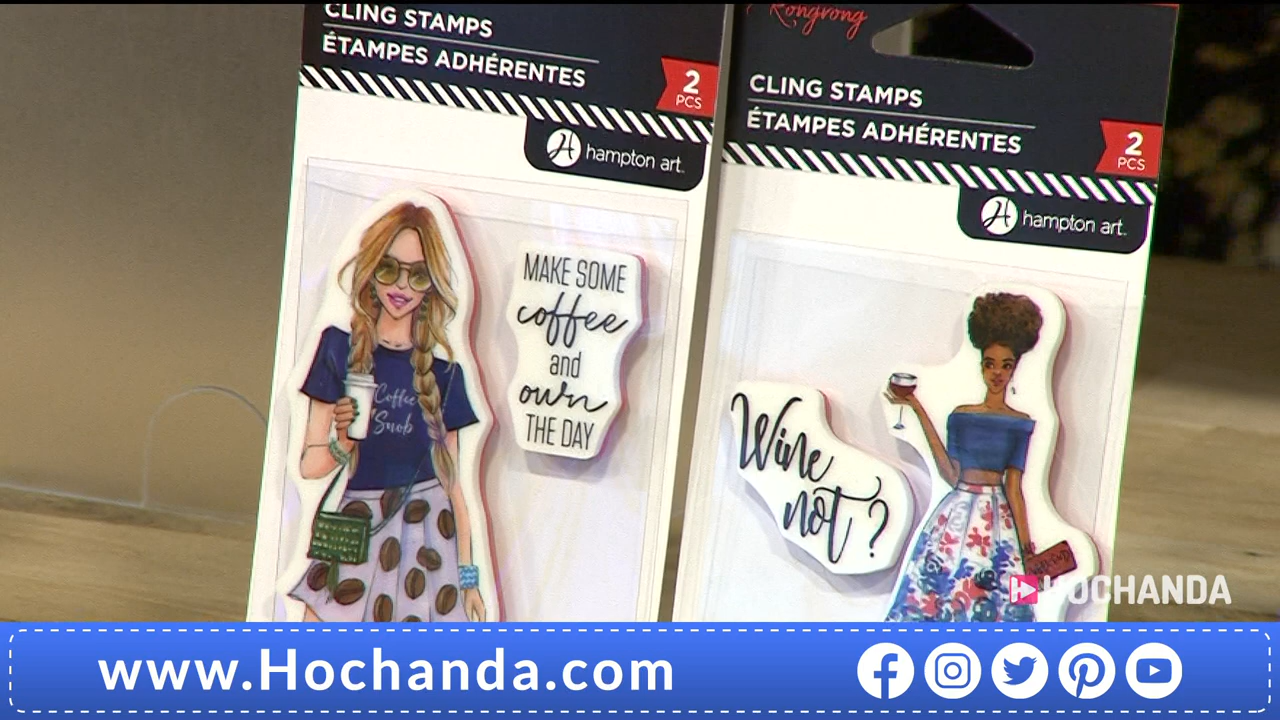 CLING STAMPS
ÉTAMPES ADHÉRENTES
2
PCS
H
hampton art
MAKE SOME
coffee
and
own
THE DAY
Coffee
Snob
Rongrong
CLING STAMPS
ÉTAMPES ADHÉRENTES
2
PCS
H
hampton art
Wine
not?
HOCHANDA
www.Hochanda.com